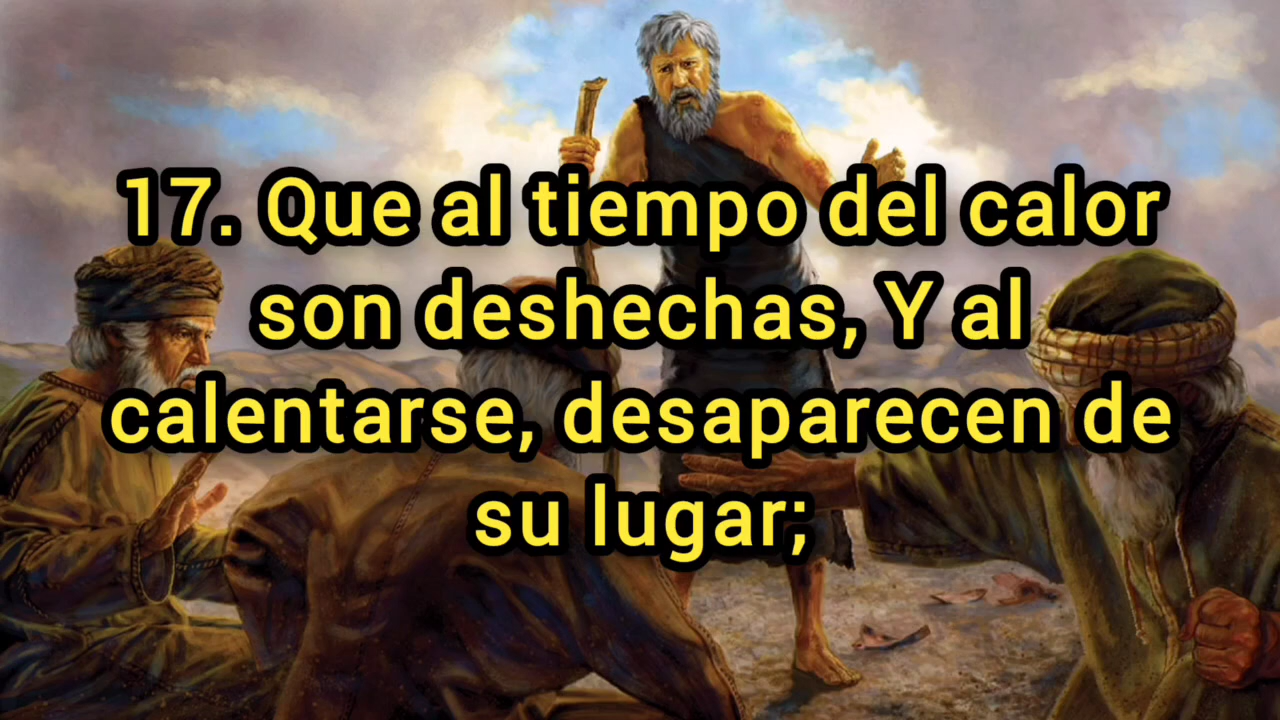 17. Que al tiempo del calor
son deshechas, Y al
calentarse, desaparecen de
su lugar;